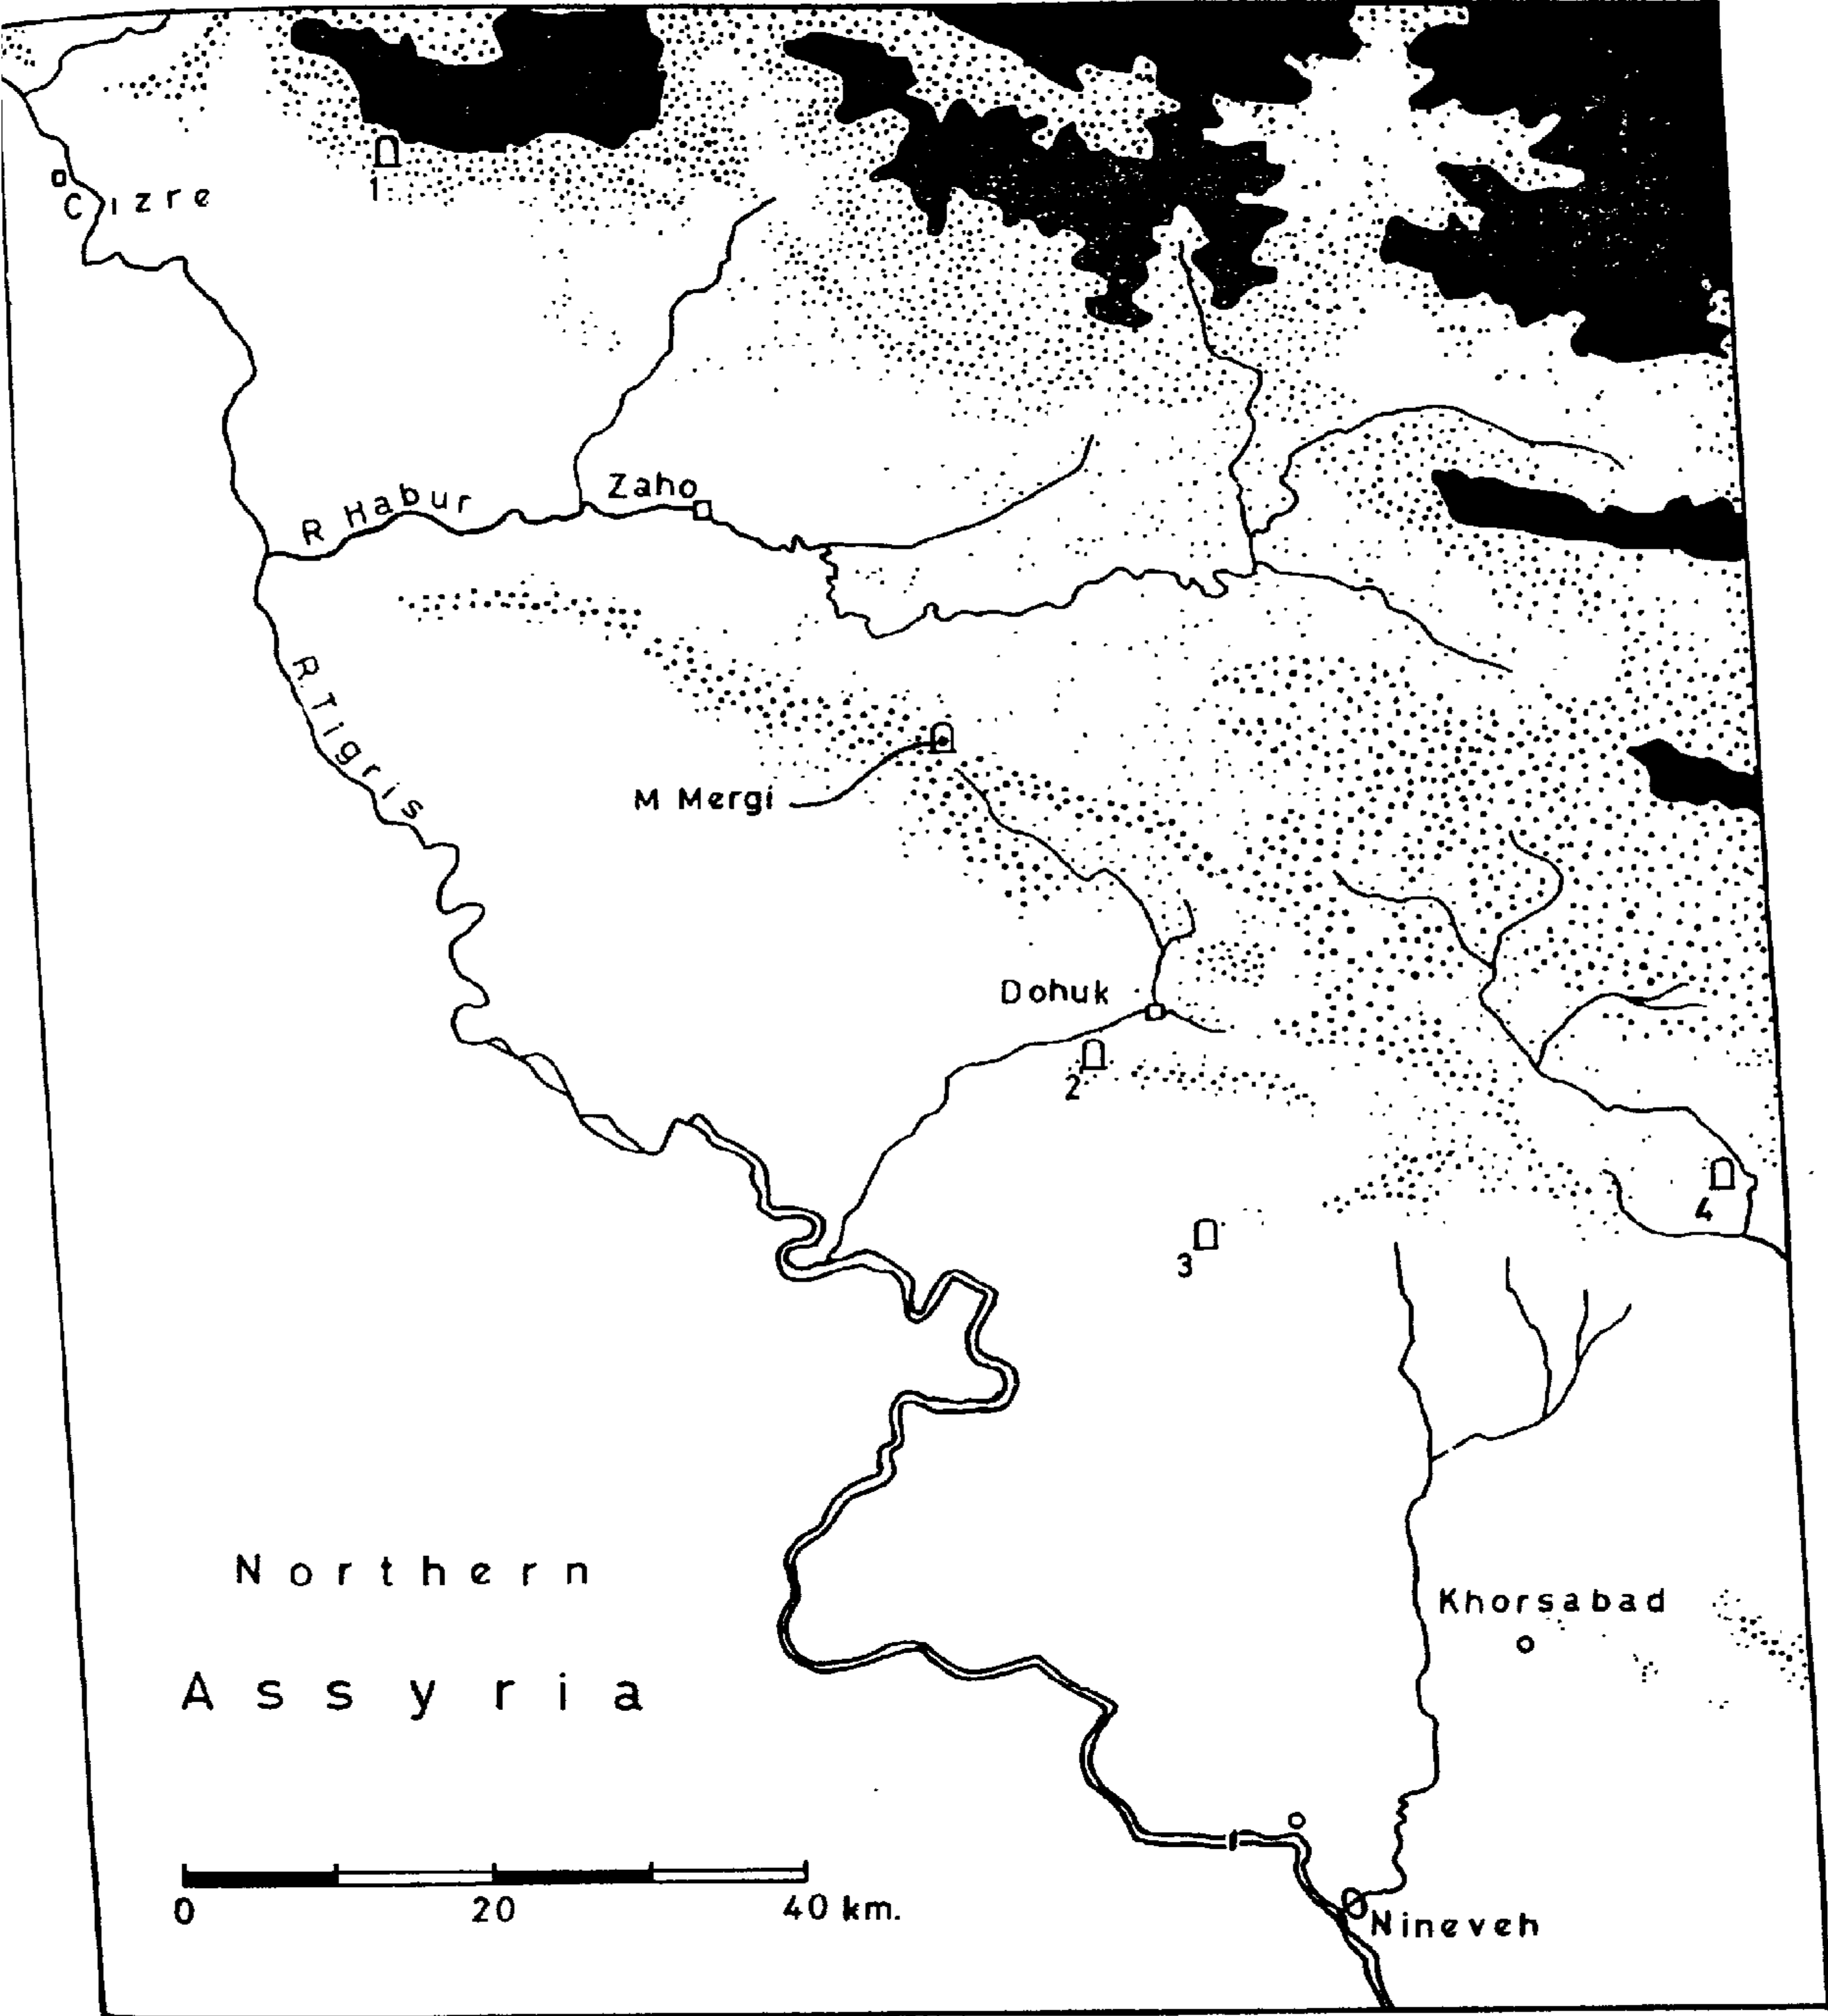 1
Cizre
Zaho
R Habur
R. Tigris
M Mergi
Dohuk
2
4
3
Northern
Assyria
Khorsabad
0 20 40 km.
Nineveh